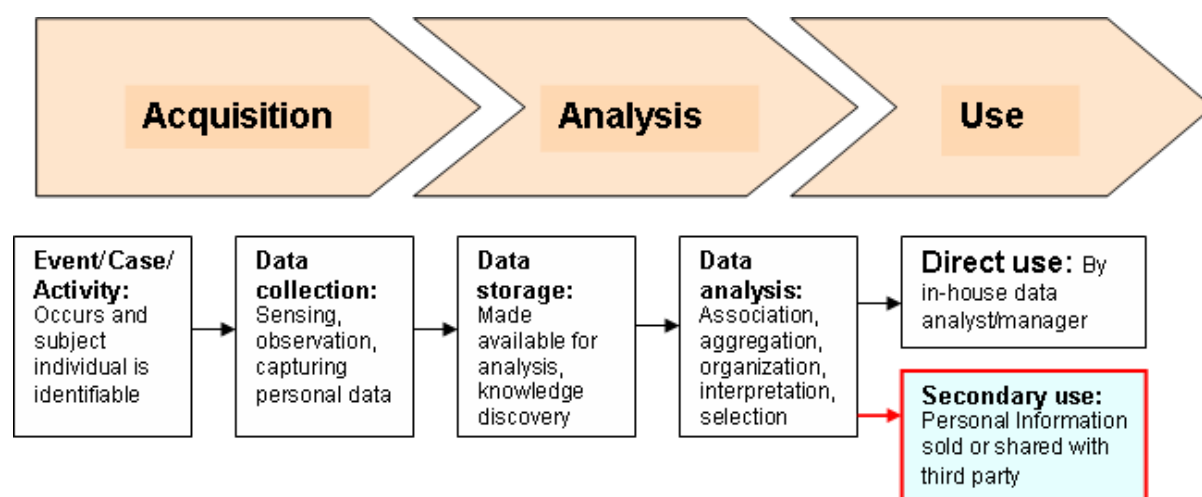 Acquisition
Analysis
Use
Event/Case/
Activity:
Occurs and
subject
individual is
identifiable
Data
collection:
Sensing,
observation,
capturing
personal data
Data
storage:
Made
available for
analysis,
knowledge
discovery
Data
analysis:
Association,
aggregation,
organization,
interpretation,
selection
Direct use: By
in-house data
analyst/manager
Secondary use:
Personal Information
sold or shared with
third party